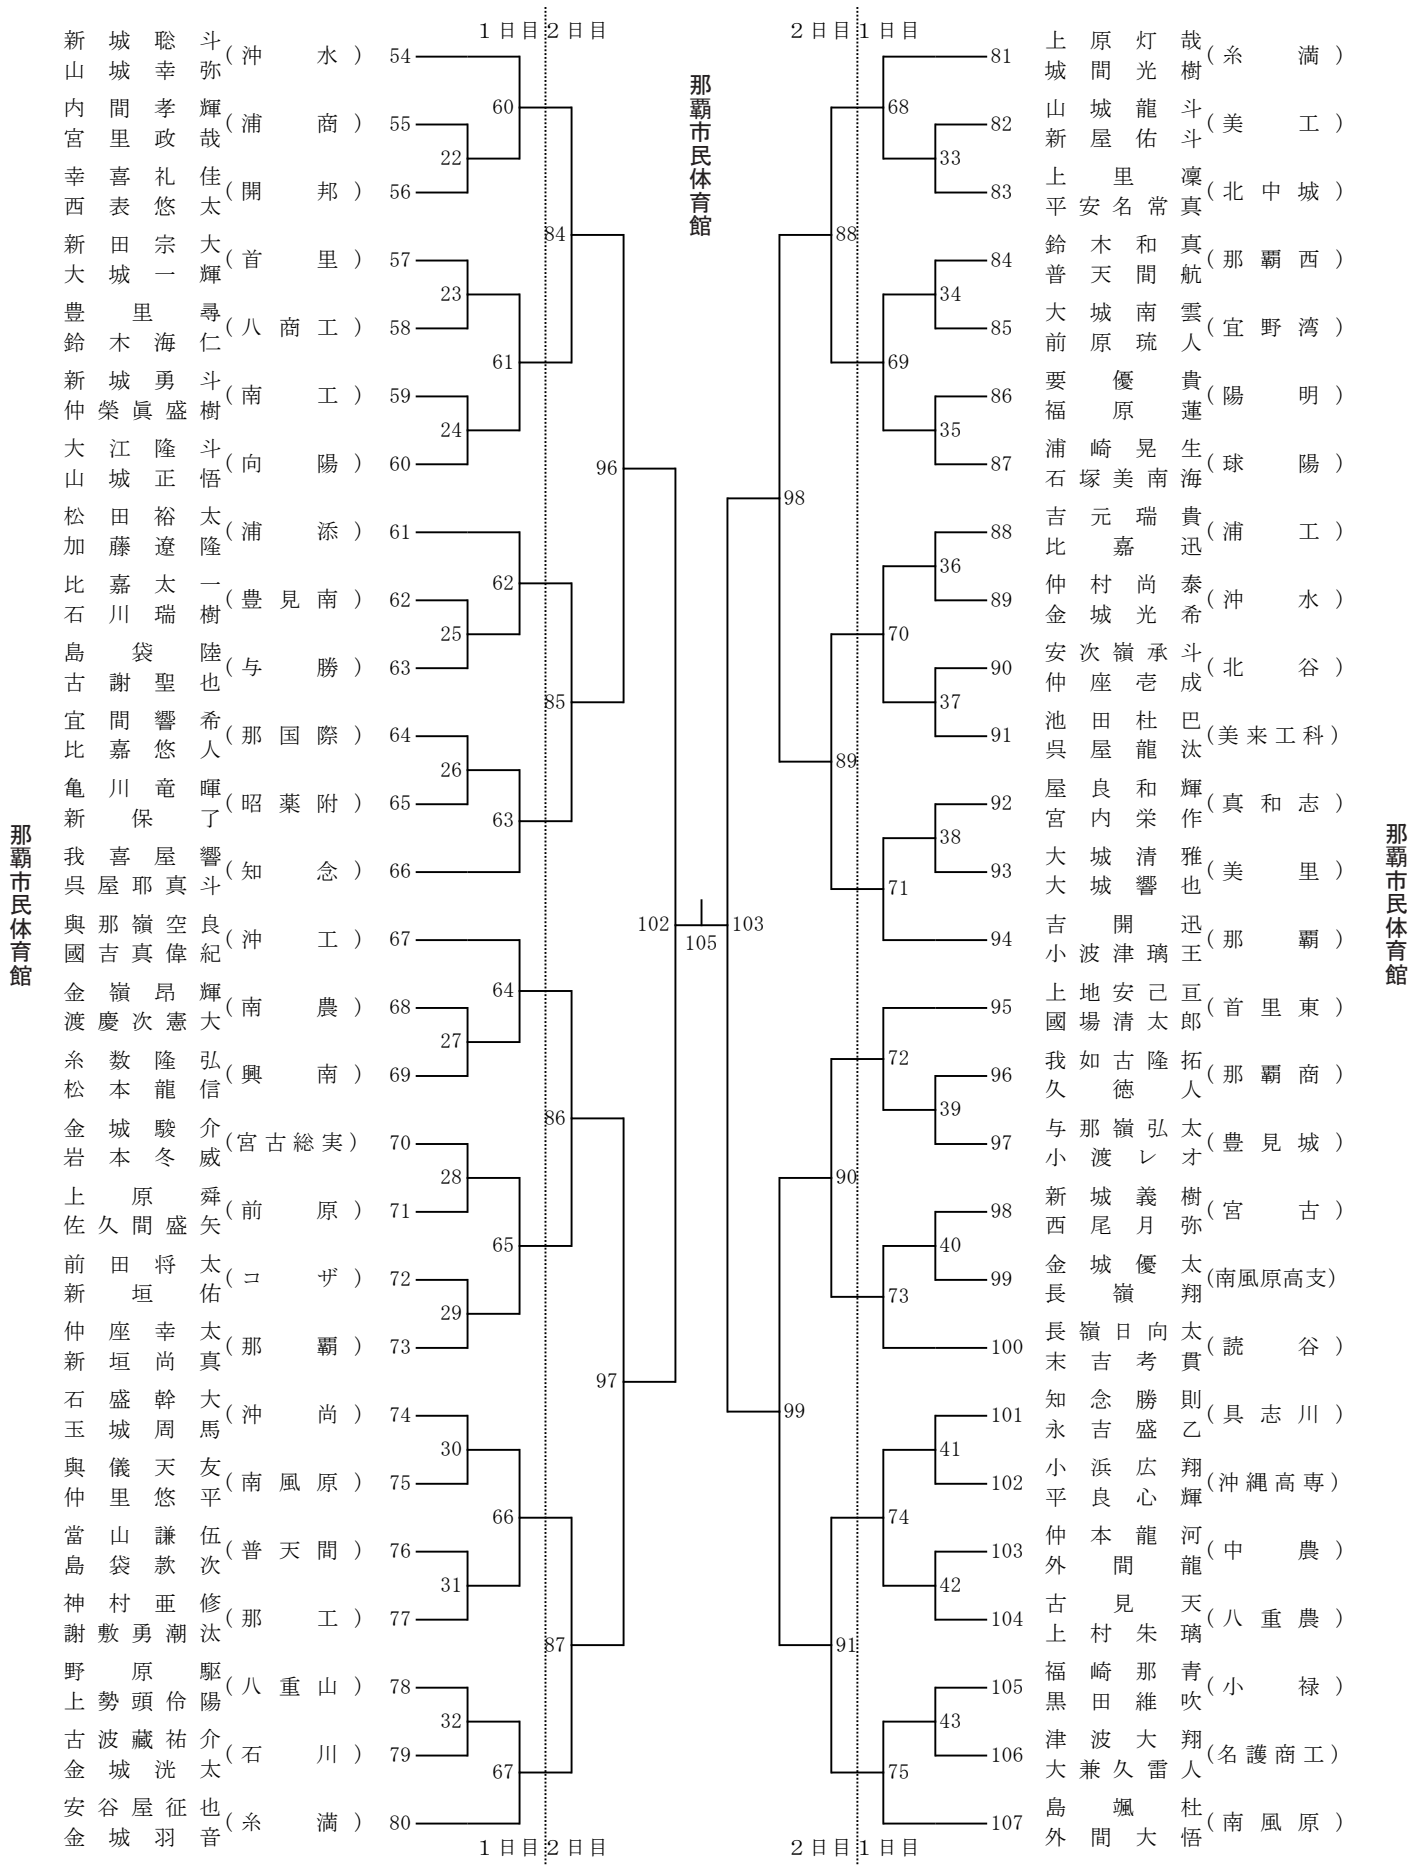 1日目 2日目
新城聡斗
山城幸弥
(沖水) 54
内間孝輝
宮里政哉
(浦商) 55
幸喜礼佳
西表悠太
(開邦) 56
新田宗大
大城一輝
(首里) 57
豊里尋
鈴木海仁
(八商工) 58
新城勇斗
仲榮眞盛樹
(南工) 59
大江隆斗
山城正悟
(向陽) 60
松田裕太
加藤遼隆
(浦添) 61
比嘉太一
石川瑞樹
(豊見南) 62
島袋陸
古謝聖也
(与勝) 63
宜間響希
比嘉悠人
(那国際) 64
亀川竜暉
新保了
(昭薬附) 65
我喜屋響
呉屋耶真斗
(知念) 66
與那嶺空良
國吉真偉紀
(沖工) 67
金嶺昂輝
渡慶次憲大
(南農) 68
糸数隆弘
松本龍信
(興南) 69
金城駿介
岩本冬威
(宮古総実) 70
上原舜
佐久間盛矢
(前原) 71
前田将太
新垣佑
(コザ) 72
仲座幸太
新垣尚真
(那覇) 73
石盛幹大
玉城周馬
(沖尚) 74
與儀天友
仲里悠平
(南風原) 75
當山謙伍
島袋款次
(普天間) 76
神村亜修
謝敷勇潮汰
(那工) 77
野原駆
上勢頭伶陽
(八重山) 78
古波藏祐介
金城洸太
(石川) 79
安谷屋征也
金城羽音
(糸満) 80
1日目 2日目
那覇市民体育館
22
23
24
25
26
27
28
29
30
31
32
60
61
62
63
64
65
66
67
84
85
86
87
96
97
102
105
103
那覇市民体育館
98
99
88
89
90
91
68
69
70
71
72
73
74
75
33
34
35
36
37
38
39
40
41
42
43
2日目 1日目
81
上原灯哉
城間光樹
(糸満)
82
山城龍斗
新屋佑斗
(美工)
83
上里凜
平安名常真
(北中城)
84
鈴木和真
普天間航
(那覇西)
85
大城南雲
前原琉人
(宜野湾)
86
要優貴
福原蓮
(陽明)
87
浦崎晃生
石塚美南海
(球陽)
88
吉元瑞貴
比嘉迅
(浦工)
89
仲村尚泰
金城光希
(沖水)
90
安次嶺承斗
仲座壱成
(北谷)
91
池田杜巴
呉屋龍汰
(美来工科)
92
屋良和輝
宮内栄作
(真和志)
93
大城清雅
大城響也
(美里)
94
吉開迅
小波津璃王
(那覇)
95
上地安己亘
國場清太郎
(首里東)
96
我如古隆拓
久徳人
(那覇商)
97
与那嶺弘太
小渡レオ
(豊見城)
98
新城義樹
西尾月弥
(宮古)
99
金城優太
長嶺翔
(南風原高支)
100
長嶺日向太
末吉考貫
(読谷)
101
知念勝則
永吉盛乙
(具志川)
102
小浜広翔
平良心輝
(沖縄高専)
103
仲本龍河
外間龍
(中農)
104
古見天
上村朱璃
(八重農)
105
福崎那青
黒田維吹
(小禄)
106
津波大翔
大兼久雷人
(名護商工)
107
島颯杜
外間大悟
(南風原)
2日目 1日目
那覇市民体育館